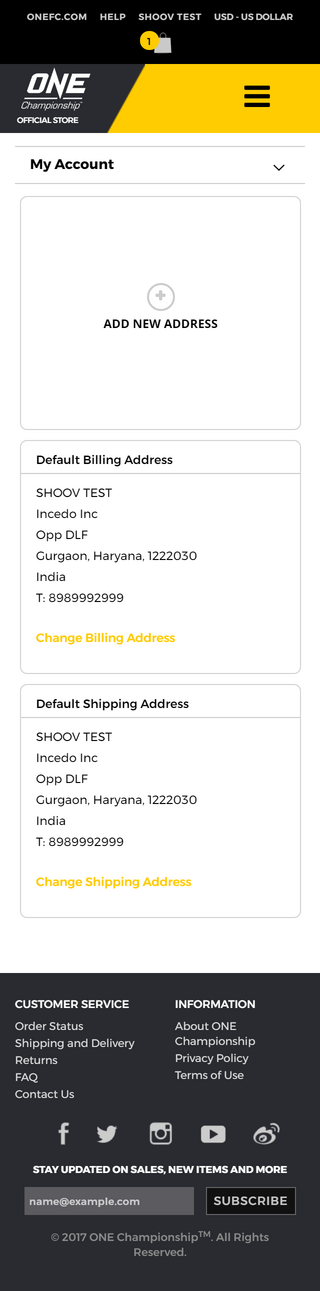 ONEFC.COM HELP SHOOV TEST USD - US DOLLAR
1
ONE
Championship
OFFICIAL STORE
My Account
ADD NEW ADDRESS
Default Billing Address
SHOOV TEST
Incedo Inc
Opp DLF
Gurgaon, Haryana, 1222030
India
T: 8989992999
Change Billing Address
Default Shipping Address
SHOOV TEST
Incedo Inc
Opp DLF
Gurgaon, Haryana, 1222030
India
T: 8989992999
Change Shipping Address
CUSTOMER SERVICE
Order Status
Shipping and Delivery
Returns
FAQ
Contact Us
INFORMATION
About ONE
Championship
Privacy Policy
Terms of Use
STAY UPDATED ON SALES, NEW ITEMS AND MORE
name@example.com SUBSCRIBE
© 2017 ONE Championship™. All Rights
Reserved.